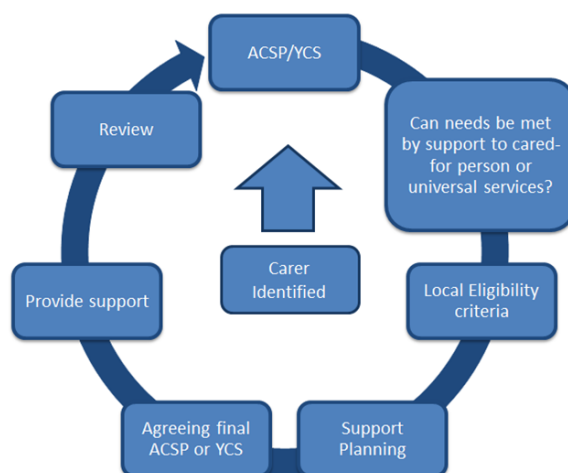 ACSP/YCS
Can needs be met
by support to cared-
for person or
universal services?
Local Eligibility
criteria
Support
Planning
Agreeing final
ACSP or YCS
Provide support
Review
Carer
Identified